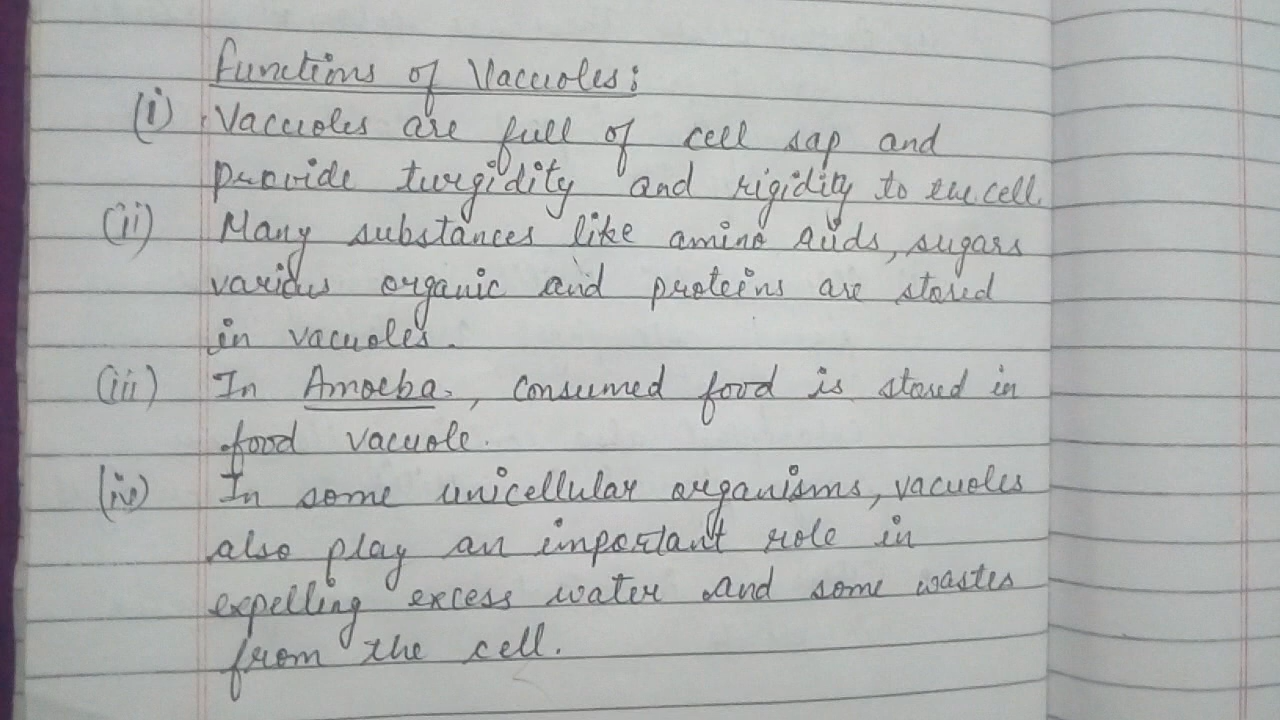 Functions of Vacuoles:
(i) Vacuoles are full of cell sap and
provide turgidity and rigidity to the cell.
(ii) Many substances like amino acids, sugars
various organic and proteins are stored
in vacuoles.
(iii) In Amoeba, consumed food is stored in
food vacuole.
(iv) In some unicellular organisms, vacuoles
also play an important role in
expelling excess water and some wastes
from the cell.